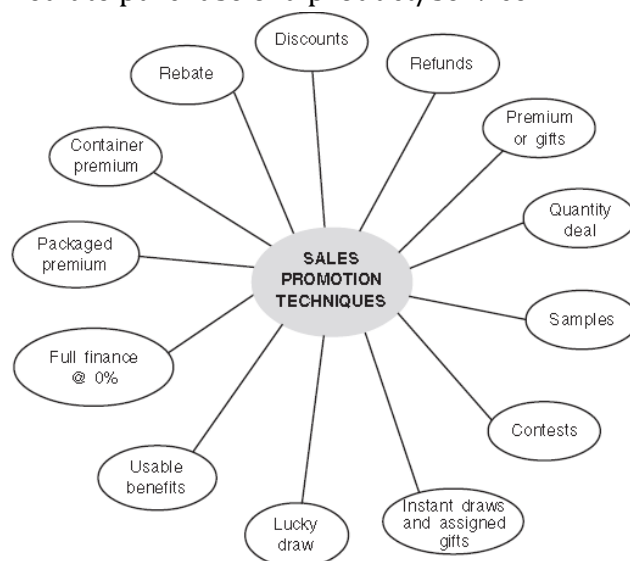 Discounts
Refunds
Rebate
Premium
or gifts
Container
premium
Quantity
deal
Packaged
premium
SALES
PROMOTION
TECHNIQUES
Samples
Full finance
@ 0%
Contests
Usable
benefits
Instant draws
and assigned
gifts
Lucky
draw